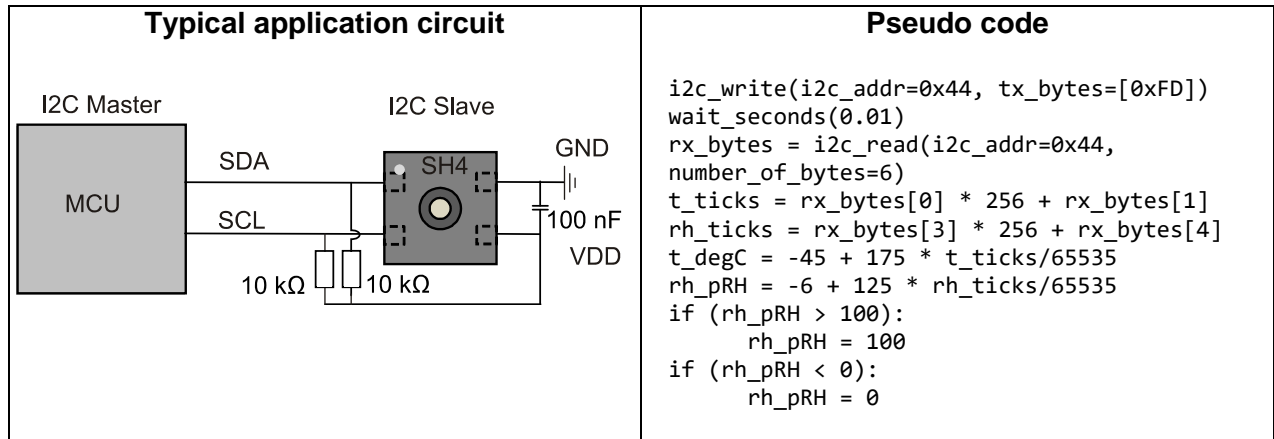 Typical application circuit
I2C Master
I2C Slave
MCU
SDA
SCL
SH4
GND
100 nF
VDD
10 kΩ
10 kΩ
Pseudo code
i2c_write(i2c_addr=0x44, tx_bytes=[0xFD])
wait_seconds(0.01)
rx_bytes = i2c_read(i2c_addr=0x44,
number_of_bytes=6)
t_ticks = rx_bytes[0] * 256 + rx_bytes[1]
rh_ticks = rx_bytes[3] * 256 + rx_bytes[4]
t_degC = -45 + 175 * t_ticks/65535
rh_pRH = -6 + 125 * rh_ticks/65535
if (rh_pRH > 100):
      rh_pRH = 100
if (rh_pRH < 0):
      rh_pRH = 0